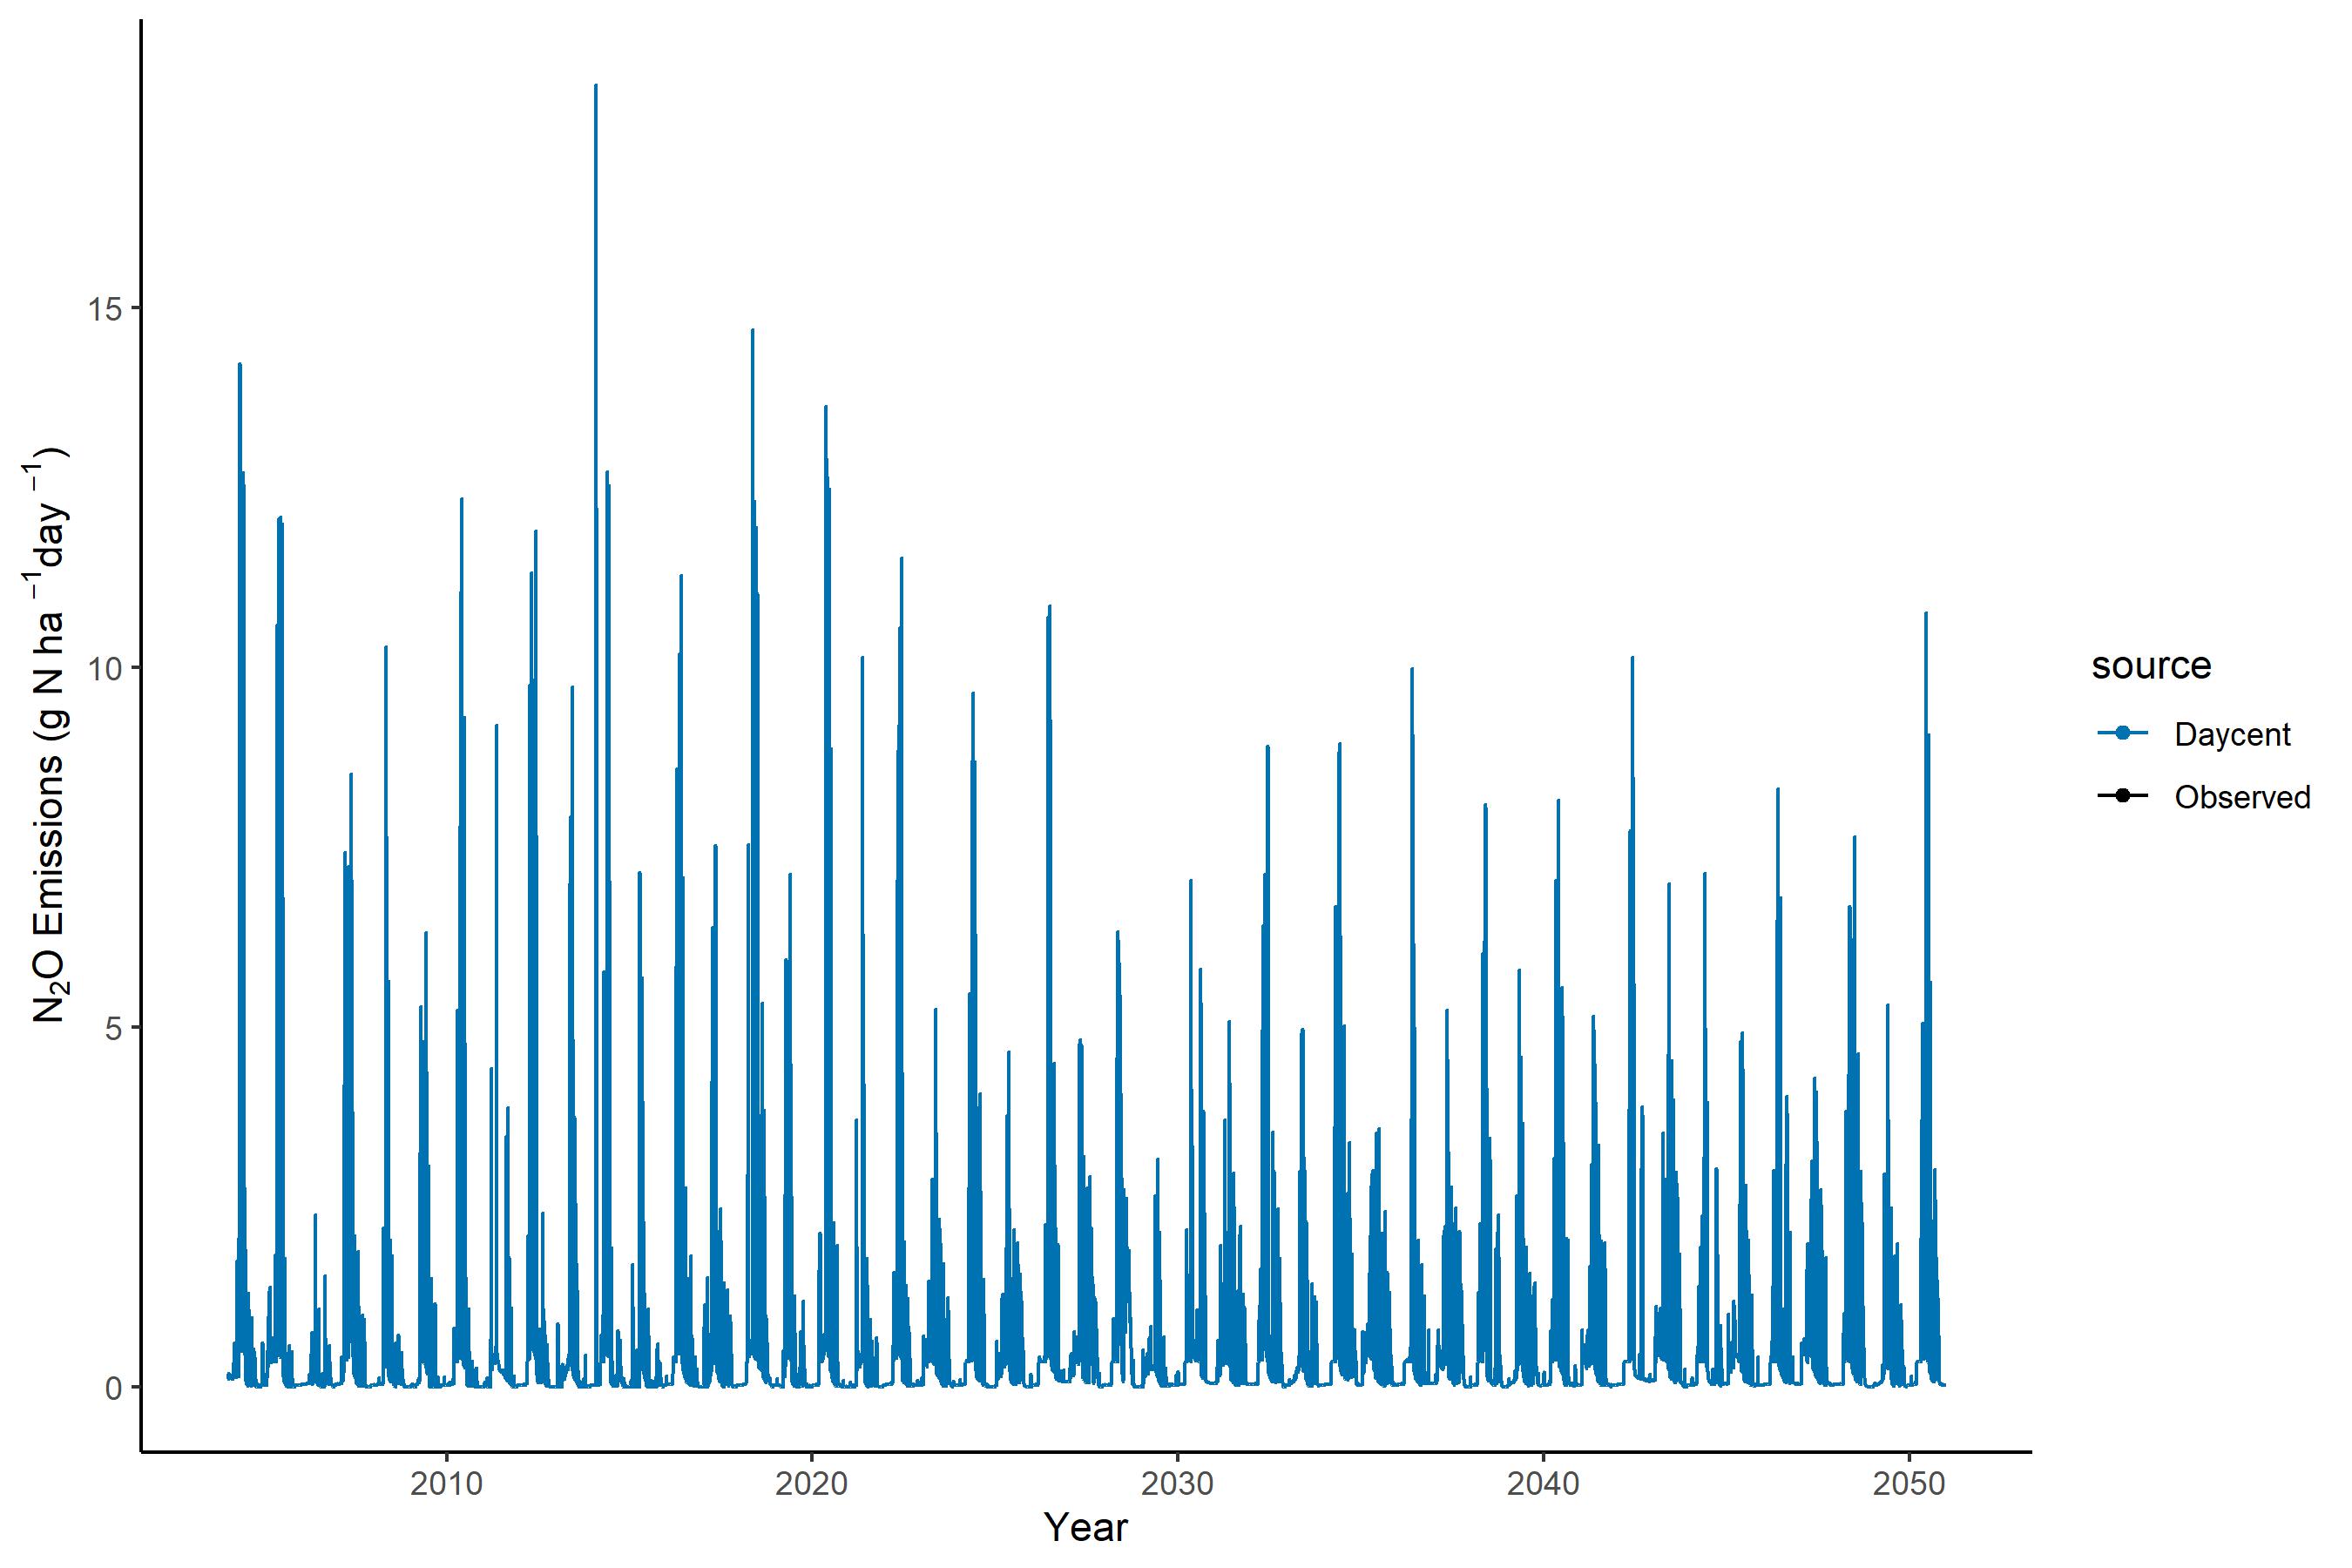 N₂O Emissions (g N ha ⁻¹day ⁻¹)
15
10
5
0
2010 2020 2030 2040 2050
Year
source
Daycent
Observed